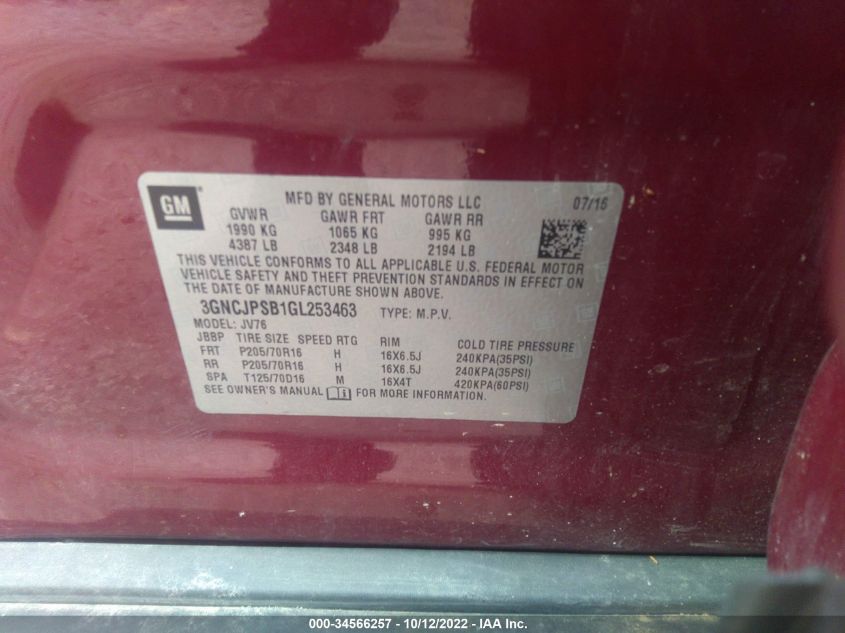 GM
MFD BY GENERAL MOTORS LLC 07/16
GVWR GAWR FRT GAWR RR
1990 KG 1065 KG 995 KG
4387 LB 2348 LB 2194 LB
THIS VEHICLE CONFORMS TO ALL APPLICABLE U.S. FEDERAL MOTOR
VEHICLE SAFETY AND THEFT PREVENTION STANDARDS IN EFFECT ON
THE DATE OF MANUFACTURE SHOWN ABOVE.
3GNCJPSB1GL253463 TYPE: M.P.V.
MODEL: JV76
JBBP TIRE SIZE SPEED RTG RIM COLD TIRE PRESSURE
FRT P205/70R16 H 16X6.5J 240KPA(35PSI)
RR P205/70R16 H 16X6.5J 240KPA(35PSI)
SPA T125/70D16 M 16X4T 420KPA(60PSI)
SEE OWNER'S MANUAL i FOR MORE INFORMATION.
000-34566257 - 10/12/2022 - IAA Inc.